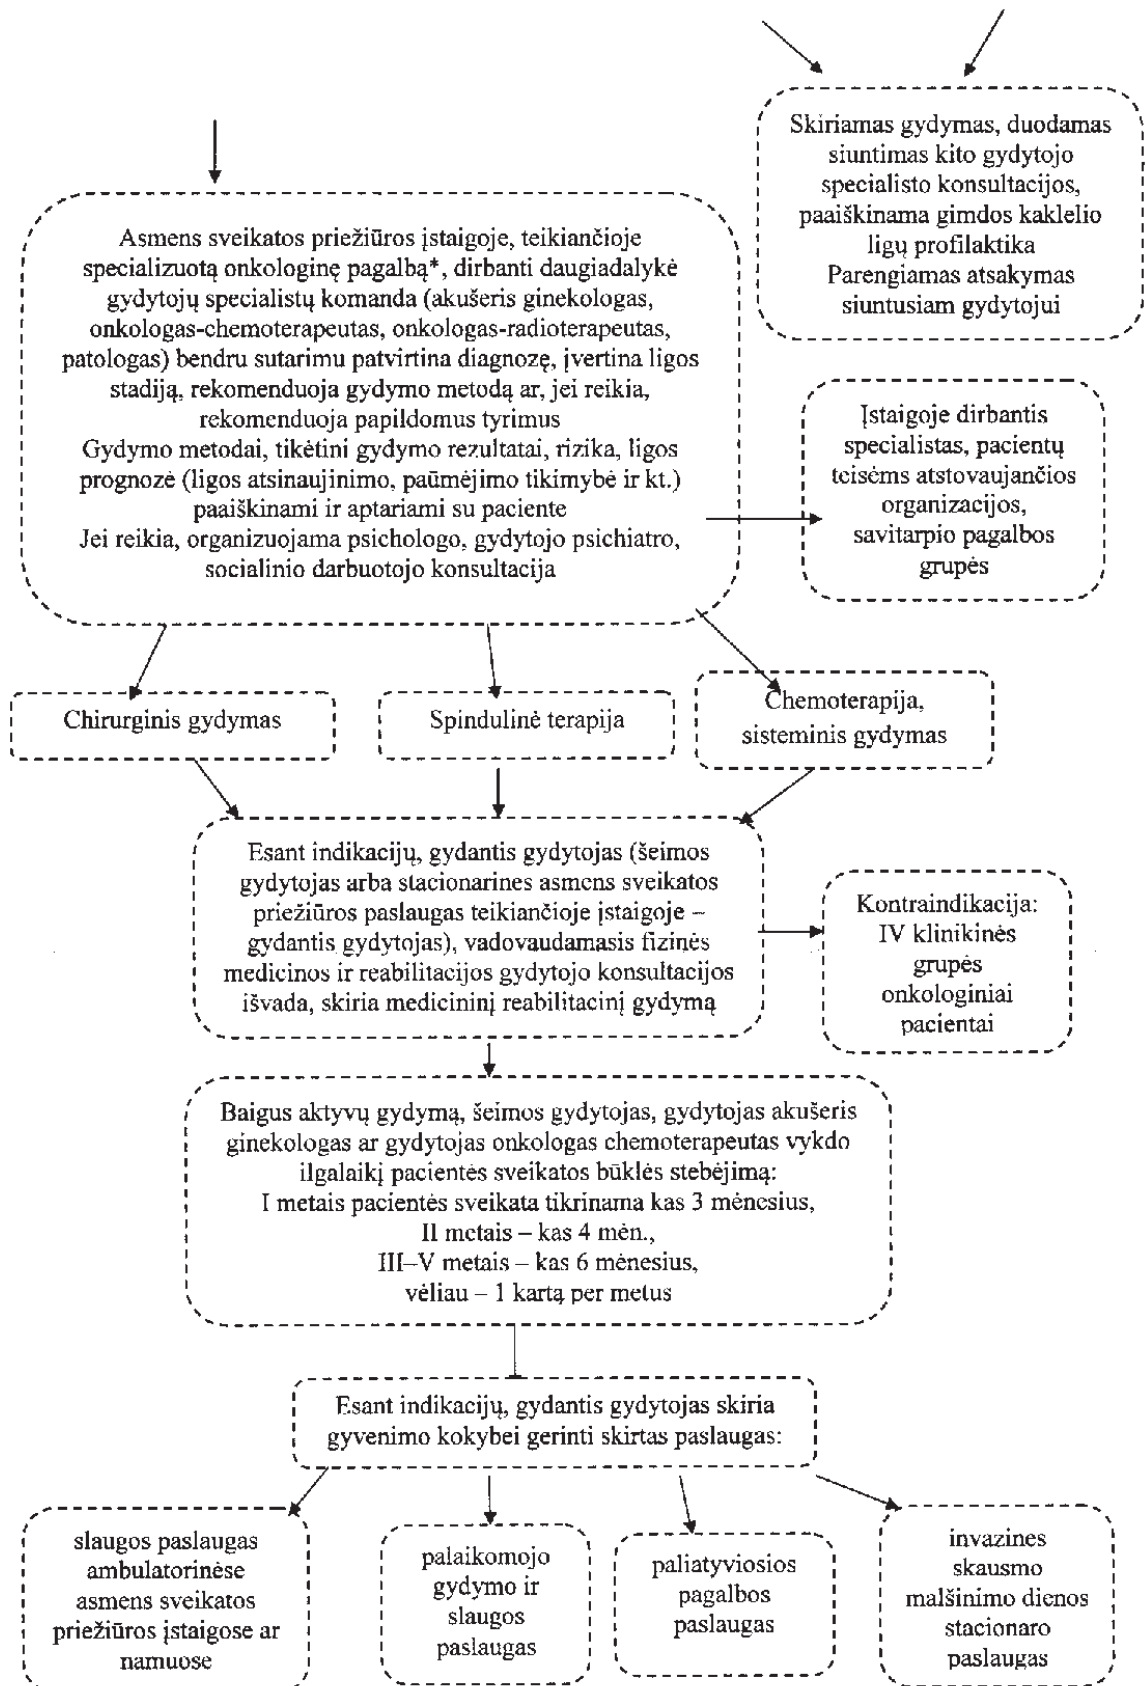 Skiriamas gydymas, duodamas
siuntimas kito gydytojo
specialisto konsultacijos,
paaiškinama gimdos kaklelio
ligų profilaktika
Parengiamas atsakymas
siuntusiam gydytojui
Asmens sveikatos priežiūros įstaigoje, teikiančioje
specializuotą onkologinę pagalbą*, dirbanti daugiadalykė
gydytojų specialistų komanda (akušeris ginekologas,
onkologas-chemoterapeutas, onkologas-radioterapeutas,
patologas) bendru sutarimu patvirtina diagnozę, įvertina ligos
stadiją, rekomenduoja gydymo metodą ar, jei reikia,
rekomenduoja papildomus tyrimus
Gydymo metodai, tikėtini gydymo rezultatai, rizika, ligos
prognozė (ligos atsinaujinimo, paūmėjimo tikimybė ir kt.)
paaiškinami ir aptariami su paciente
Jei reikia, organizuojama psichologo, gydytojo psichiatro,
socialinio darbuotojo konsultacija
Įstaigoje dirbantis
specialistas, pacientų
teisėms atstovaujančios
organizacijos,
savitarpio pagalbos
grupės
Chirurginis gydymas
Spindulinė terapija
Chemoterapija,
sisteminis gydymas
Esant indikacijų, gydantis gydytojas (šeimos
gydytojas arba stacionarines asmens sveikatos
priežiūros paslaugas teikiančioje įstaigoje –
gydantis gydytojas), vadovaudamasis fizinės
medicinos ir reabilitacijos gydytojo konsultacijos
išvada, skiria medicininį reabilitacinį gydymą
Kontraindikacija:
IV klinikinės
grupės
onkologiniai
pacientai
Baigus aktyvų gydymą, šeimos gydytojas, gydytojas akušeris
ginekologas ar gydytojas onkologas chemoterapeutas vykdo
ilgalaikį pacientės sveikatos būklės stebėjimą:
I metais pacientės sveikata tikrinama kas 3 mėnesius,
II metais – kas 4 mėn.,
III–V metais – kas 6 mėnesius,
vėliau – 1 kartą per metus
Esant indikacijų, gydantis gydytojas skiria
gyvenimo kokybei gerinti skirtas paslaugas:
slaugos paslaugas
ambulatorinėse
asmens sveikatos
priežiūros įstaigose ar
namuose
palaikomojo
gydymo ir
slaugos
paslaugas
paliatyviosios
pagalbos
paslaugas
invazines
skausmo
malšinimo dienos
stacionaro
paslaugas